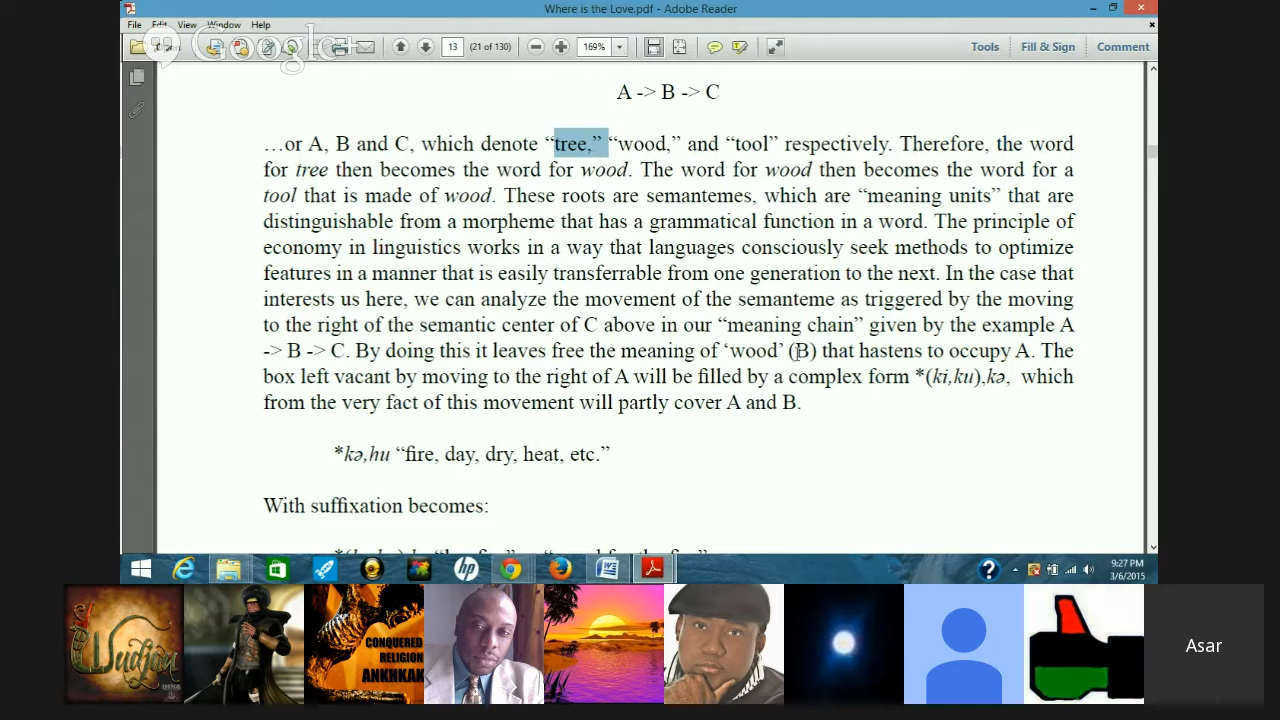 Where is the Love.pdf - Adobe Reader
File Edit View Window Help
Google+
13 (21 of 130) 169% Tools Fill & Sign Comment
A -> B -> C
…or A, B and C, which denote “tree,” “wood,” and “tool” respectively. Therefore, the word
for tree then becomes the word for wood. The word for wood then becomes the word for a
tool that is made of wood. These roots are semantemes, which are “meaning units” that are
distinguishable from a morpheme that has a grammatical function in a word. The principle of
economy in linguistics works in a way that languages consciously seek methods to optimize
features in a manner that is easily transferrable from one generation to the next. In the case that
interests us here, we can analyze the movement of the semanteme as triggered by the moving
to the right of the semantic center of C above in our “meaning chain” given by the example A
-> B -> C. By doing this it leaves free the meaning of ‘wood’ (B) that hastens to occupy A. The
box left vacant by moving to the right of A will be filled by a complex form *(ki,ku),kə, which
from the very fact of this movement will partly cover A and B.
*kə,hu “fire, day, dry, heat, etc.”
With suffixation becomes:
9:27 PM
3/6/2015
hp
CONQUERED
RELIGION
ANKHKAK
Asar